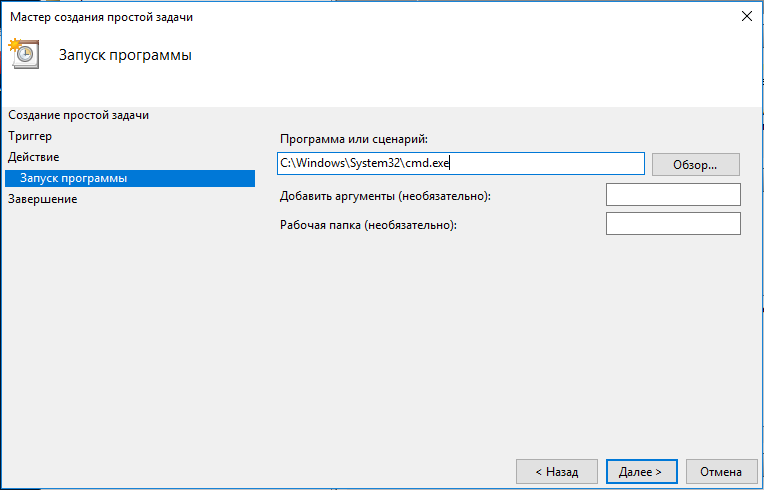 Мастер создания простой задачи
Запуск программы
Создание простой задачи
Триггер
Действие
Запуск программы
Завершение
Программа или сценарий:
C:\Windows\System32\cmd.exe
Обзор...
Добавить аргументы (необязательно):
Рабочая папка (необязательно):
< Назад
Далее >
Отмена